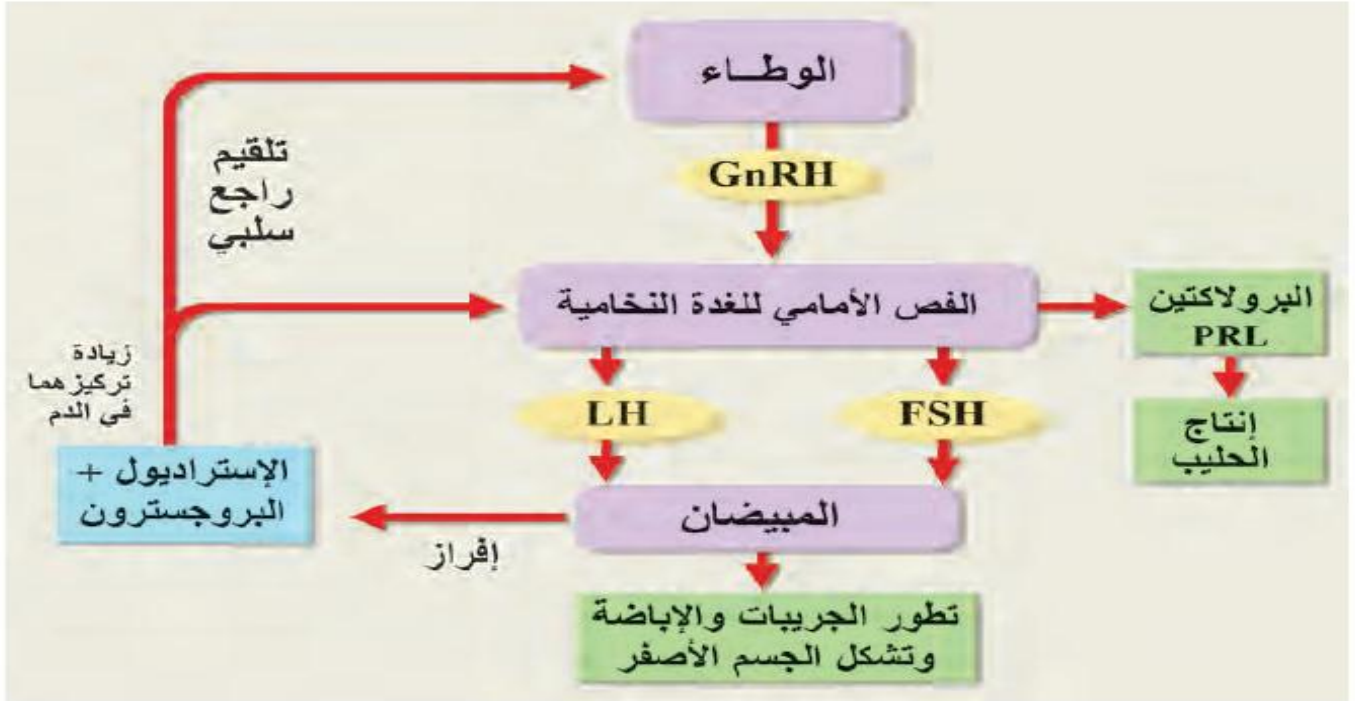 الوطــاء
GnRH
تلقيم
راجع
سلبي
الفص الأمامي للغدة النخامية
البرولاكتين
PRL
إنتاج
الحليب
LH
FSH
زيادة
تركيزهما
في الدم
الإستراديول +
البروجسترون
إفراز
المبيضان
تطور الجريبات والإباضة
وتشكل الجسم الأصفر